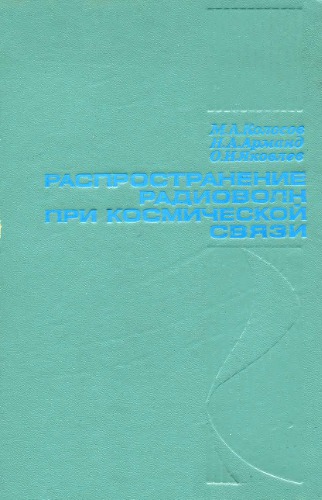 М.А.Колосов
Н.А.Арманд
О.И.Яковлев
РАСПРОСТРАНЕНИЕ
РАДИОВОЛН
ПРИ КОСМИЧЕСКОЙ
СВЯЗИ